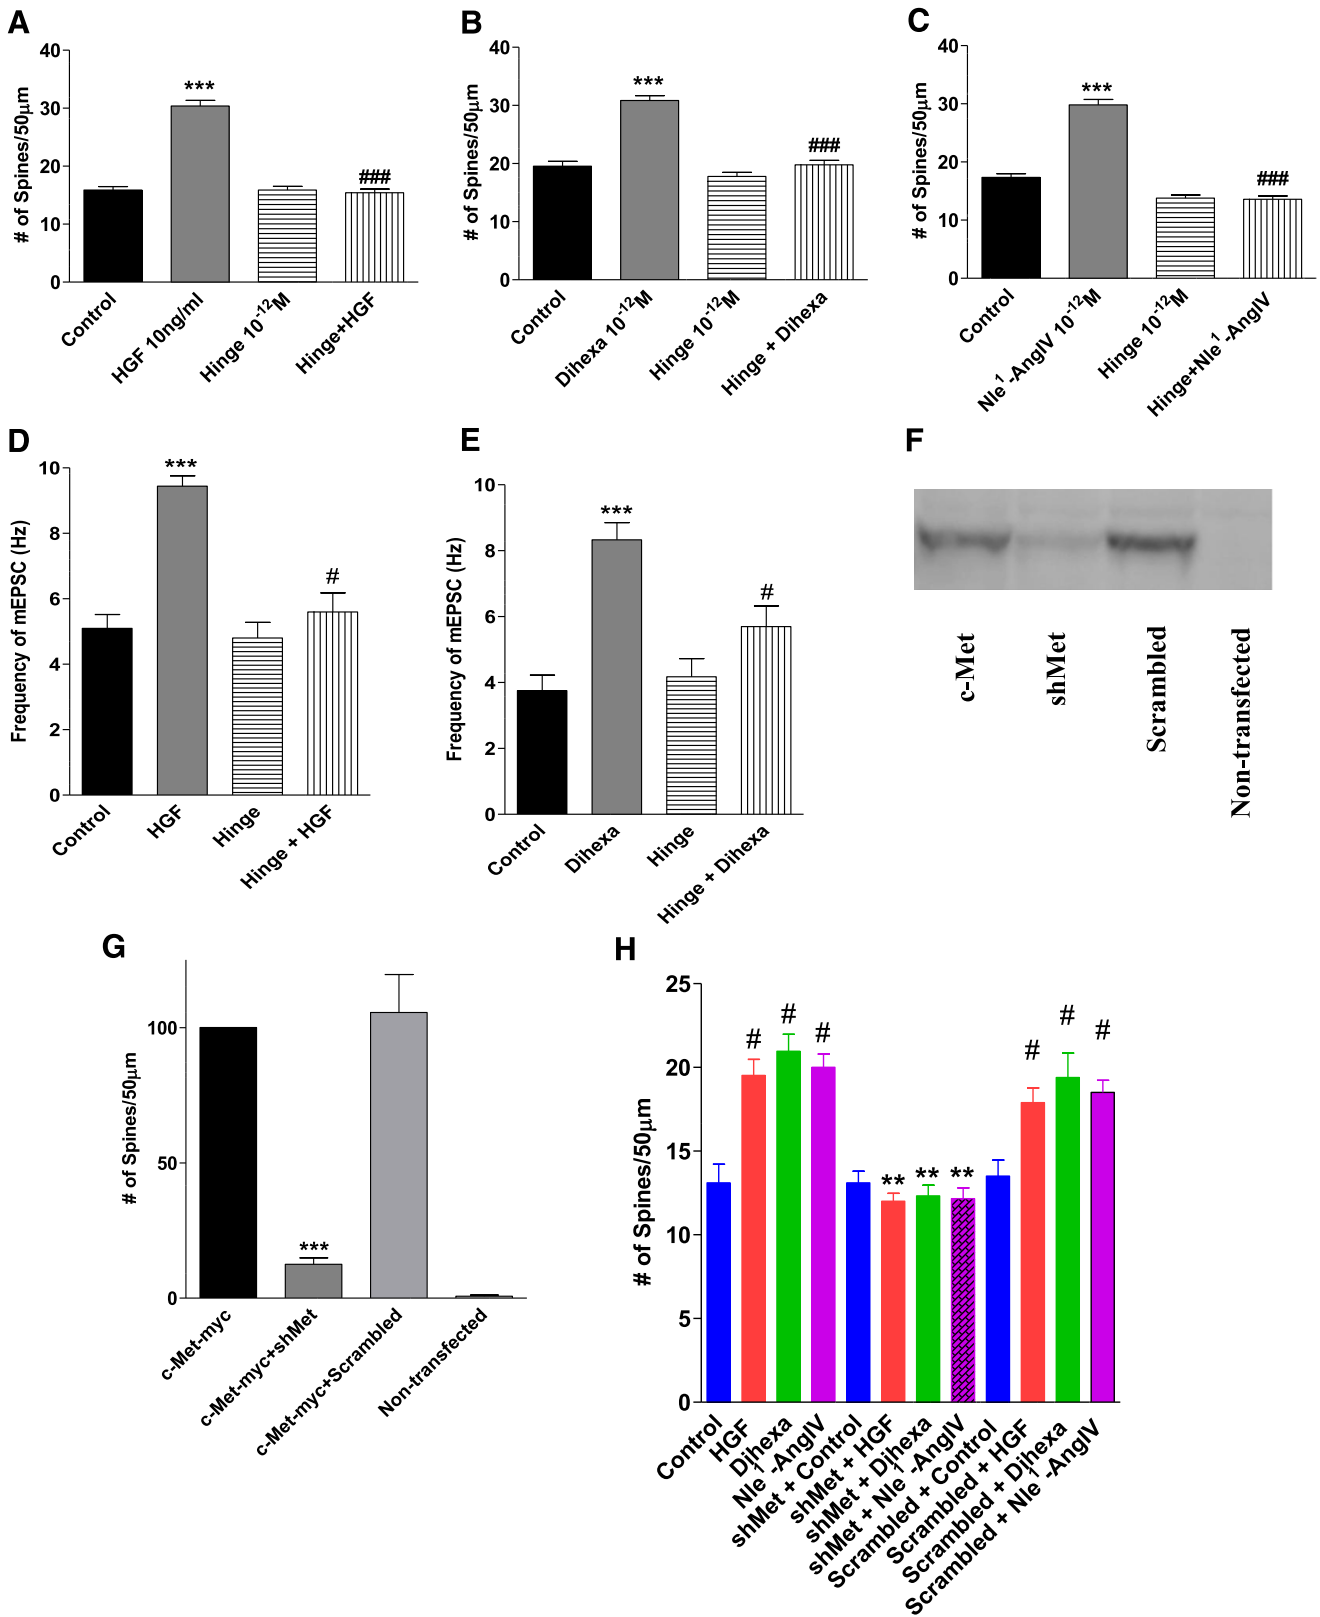 A
# of Spines/50μm
40
30
20
10
0
***
###
Control
HGF 10ng/ml
Hinge 10⁻¹²M
Hinge+HGF
B
# of Spines/50μm
40
30
20
10
0
***
###
Control
Dihexa 10⁻¹²M
Hinge 10⁻¹²M
Hinge + Dihexa
C
# of Spines/50μm
40
30
20
10
0
***
###
Control
Nle¹-AngIV 10⁻¹²M
Hinge 10⁻¹²M
Hinge+Nle¹-AngIV
D
Frequency of mEPSC (Hz)
10
8
6
4
2
0
***
#
Control
HGF
Hinge
Hinge + HGF
E
Frequency of mEPSC (Hz)
10
8
6
4
2
0
***
#
Control
Dihexa
Hinge
Hinge + Dihexa
F
c-Met
shMet
Scrambled
Non-transfected
G
# of Spines/50μm
100
50
0
***
c-Met-myc
c-Met-myc+shMet
c-Met-myc+Scrambled
Non-transfected
H
# of Spines/50μm
25
20
15
10
5
0
#
#
#
**
**
**
#
#
#
Control
HGF
Dihexa
Nle¹-AngIV
shMet + Control
shMet + HGF
shMet + Dihexa
shMet + Nle¹-AngIV
Scrambled + Control
Scrambled + HGF
Scrambled + Dihexa
Scrambled + Nle¹-AngIV